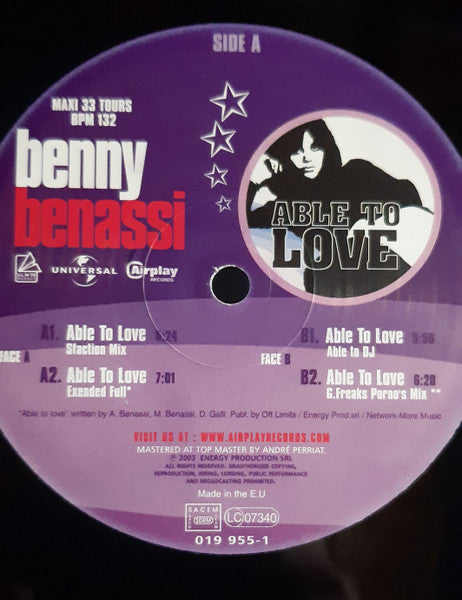 SIDE A
MAXI 33 TOURS
BPM 132
benny
benassi
ABLE TO
LOVE
UNIVERSAL
Airplay
RECORDS
FACE A
A1. Able To Love 6:24
Sfaction Mix
A2. Able To Love 7:01
Exended Full*
FACE B
B1. Able To Love 5:50
Able to DJ
B2. Able To Love 6:20
G.Freaks Porno's Mix **
"Able to love" written by A. Benassi, M. Benassi, D. Galli. Publ. by Off Limits / Energy Prod.srl / Network-More Music
VISIT US AT : WWW.AIRPLAYRECORDS.COM
MASTERED AT TOP MASTER BY ANDRÉ PERRIAT.
℗ 2003 ENERGY PRODUCTION SRL
ALL RIGHTS RESERVED. UNAUTHORIZED COPYING,
REPRODUCTION, HIRING, LENDING, PUBLIC PERFORMANCE
AND BROADCASTING PROHIBITED.
Made in the E.U
SACEM
SDRM
LC 07340
019 955-1